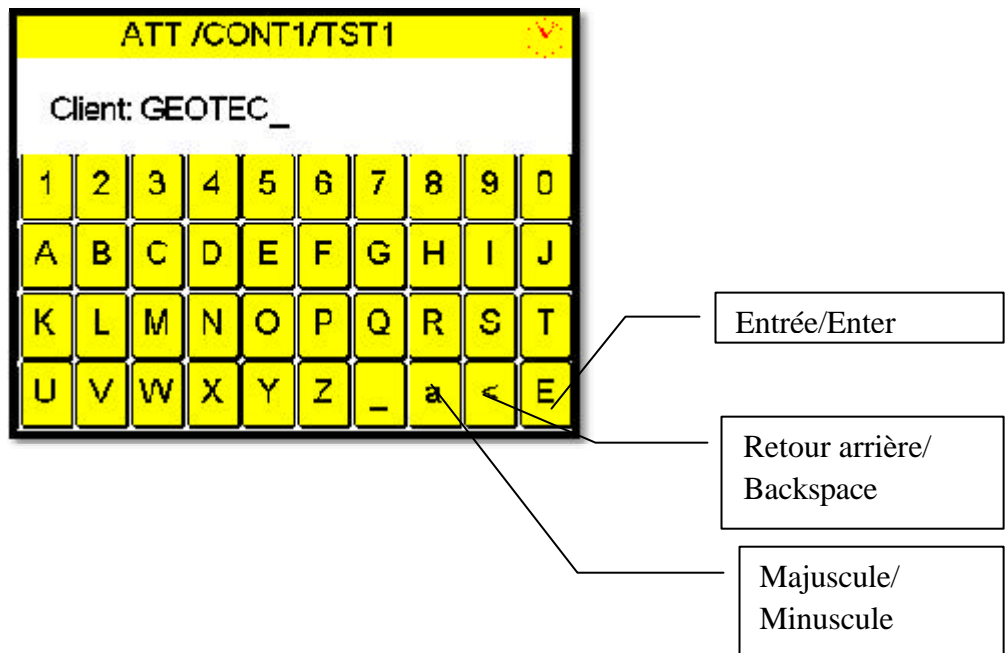 ATT /CONT1/TST1
Client: GEOTEC_
1 2 3 4 5 6 7 8 9 0
A B C D E F G H I J
K L M N O P Q R S T
U V W X Y Z _ a < E
Entrée/Enter
Retour arrière/
Backspace
Majuscule/
Minuscule